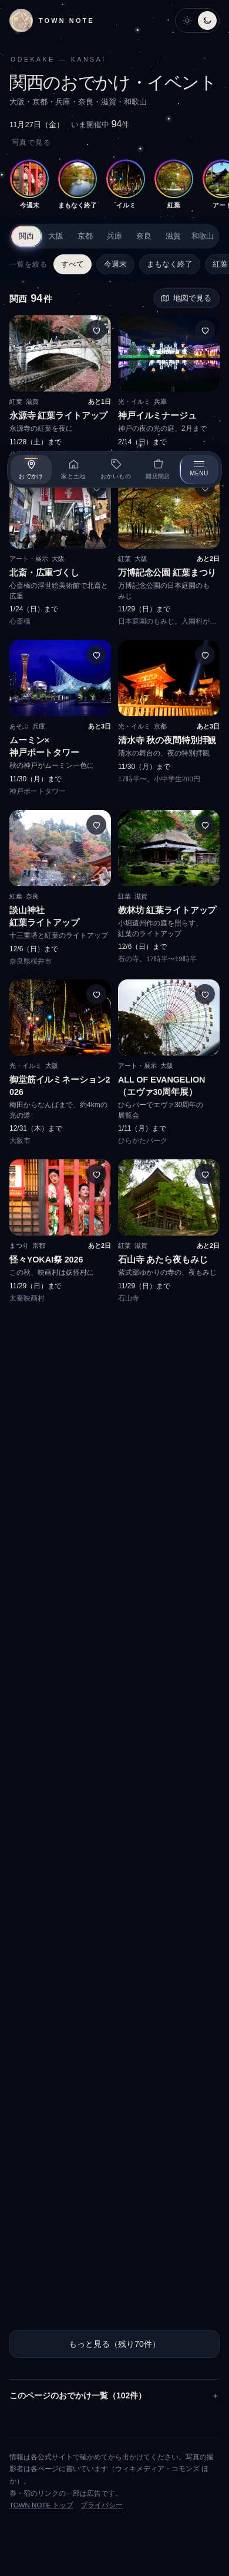 TOWN NOTE
ODEKAKE — KANSAI
関西のおでかけ・イベント
大阪・京都・兵庫・奈良・滋賀・和歌山
11月27日（金） いま開催中 94件
写真で見る
今週末 まもなく終了 イルミ 紅葉 アート
関西 大阪 京都 兵庫 奈良 滋賀 和歌山
一覧を絞る すべて 今週末 まもなく終了 紅葉
関西 94件 地図で見る
紅葉 滋賀 あと1日
永源寺 紅葉ライトアップ
永源寺の紅葉を夜に
11/28（土）まで
光・イルミ 兵庫
神戸イルミナージュ
神戸の夜の光の庭、2月まで
2/14（日）まで
おでかけ 家と土地 おかいもの 開店閉店 MENU
アート・展示 大阪
北斎・広重づくし
心斎橋の浮世絵美術館で北斎と
広重
1/24（日）まで
心斎橋
紅葉 大阪 あと2日
万博記念公園 紅葉まつり
万博記念公園の日本庭園のも
みじ
11/29（日）まで
日本庭園のもみじ。入園料が…
あそぶ 兵庫 あと3日
ムーミン×
神戸ポートタワー
秋の神戸がムーミン一色に
11/30（月）まで
神戸ポートタワー
光・イルミ 京都 あと3日
清水寺 秋の夜間特別拝観
清水の舞台の、夜の特別観
11/30（月）まで
17時半〜。小中学生200円
紅葉 奈良
談山神社
紅葉ライトアップ
十三重塔と紅葉のライトアップ
12/6（日）まで
奈良県桜井市
紅葉 滋賀
教林坊 紅葉ライトアップ
小堀遠州作の庭を照らす、
紅葉のライトアップ
12/6（日）まで
石の寺。17時半〜19時半
光・イルミ 大阪
御堂筋イルミネーション2
026
梅田からなんばまで、約4kmの
光の道
12/31（木）まで
大阪市
アート・展示 大阪
ALL OF EVANGELION
（エヴァ30周年展）
ひらパーでエヴァ30周年の
展覧会
1/11（月）まで
ひらかたパーク
まつり 京都 あと2日
怪々YOKAI祭 2026
この秋、映画村は妖怪村に
11/29（日）まで
太秦映画村
紅葉 滋賀 あと2日
石山寺 あたら夜もみじ
紫式部ゆかりの寺の、夜もみじ
11/29（日）まで
石山寺
もっと見る（残り70件）
このページのおでかけ一覧（102件） +
情報は各公式サイトで確かめてから出かけてください。写真の撮
影者は各ページに書いています（ウィキメディア・コモンズ ほ
か）。
券・宿のリンクの一部は広告です。
TOWN NOTE トップ プライバシー